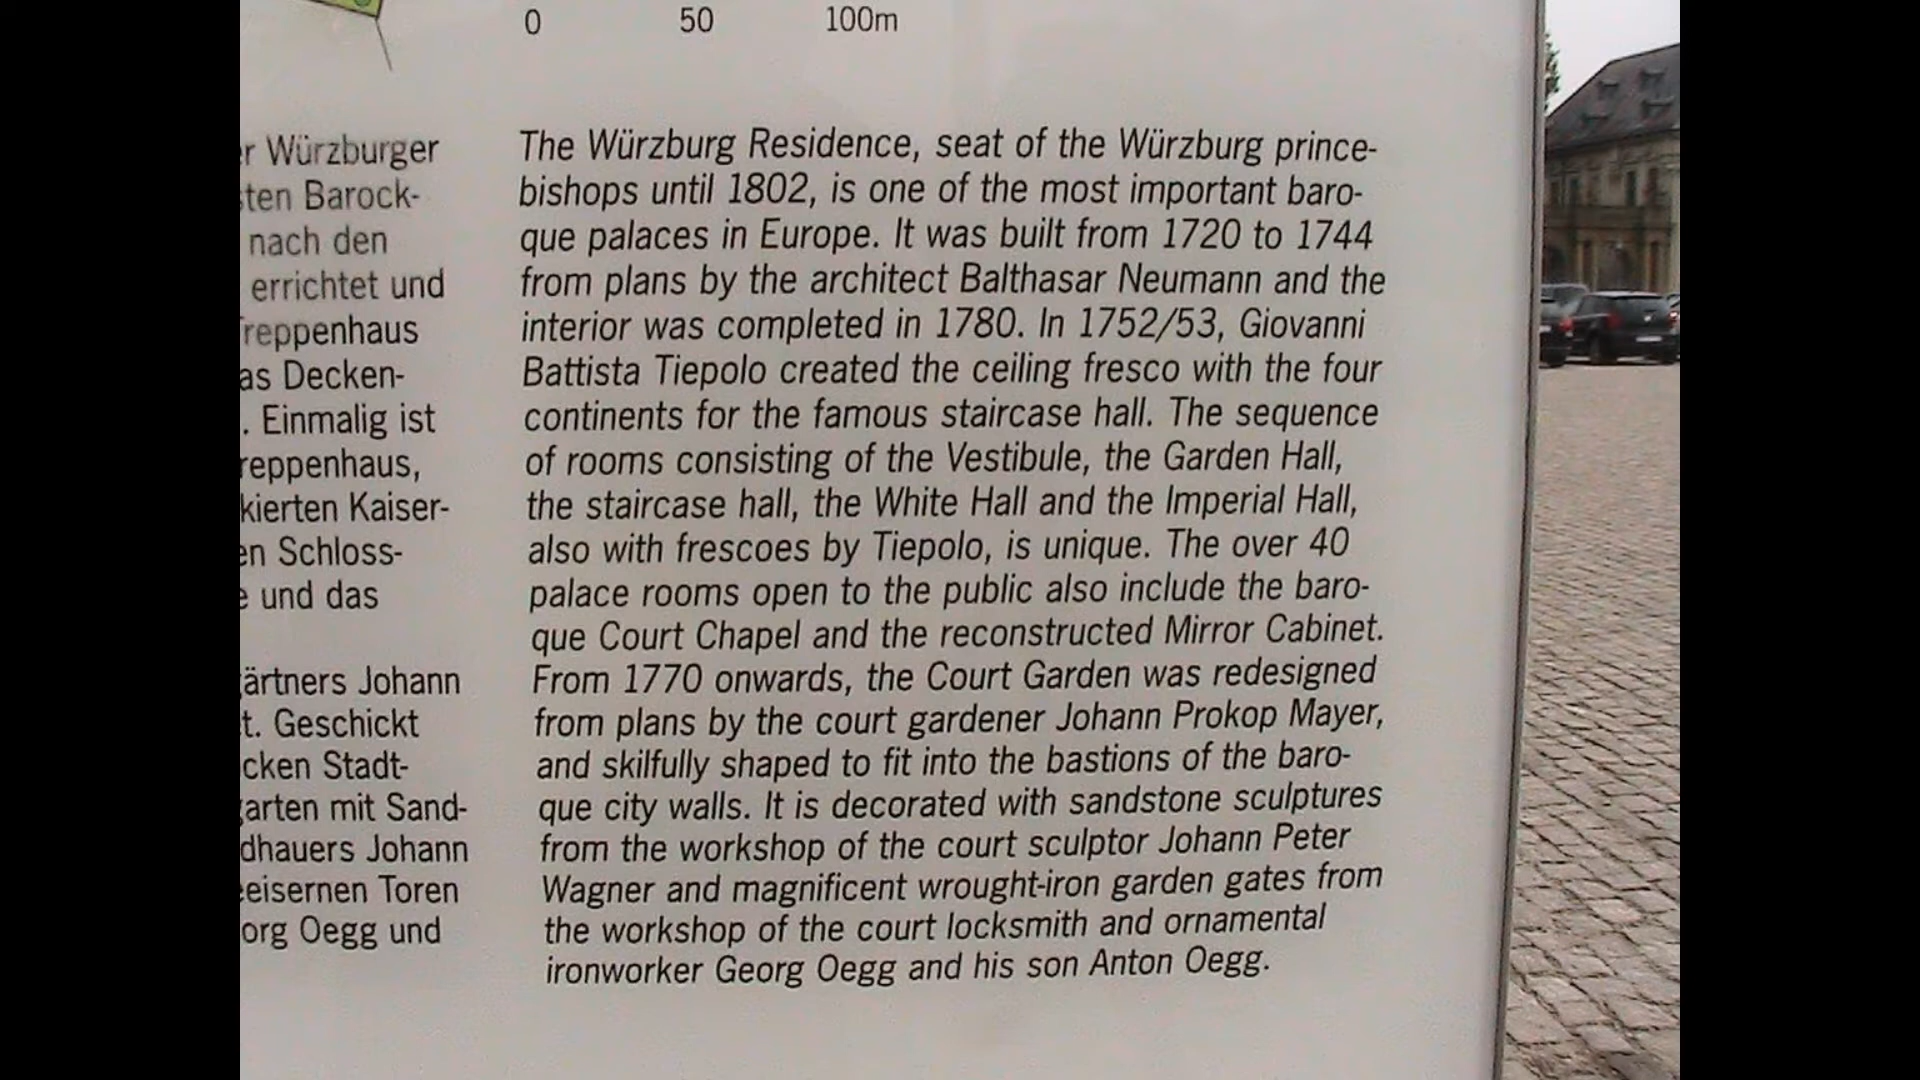 0 50 100m
r Würzburger
ten Barock-
nach den
errichtet und
reppenhaus
as Decken-
. Einmalig ist
reppenhaus,
kierten Kaiser-
en Schloss-
e und das
ärtners Johann
t. Geschickt
cken Stadt-
garten mit Sand-
dhauers Johann
eeisernen Toren
org Oegg und
The Würzburg Residence, seat of the Würzburg prince-
bishops until 1802, is one of the most important baro-
que palaces in Europe. It was built from 1720 to 1744
from plans by the architect Balthasar Neumann and the
interior was completed in 1780. In 1752/53, Giovanni
Battista Tiepolo created the ceiling fresco with the four
continents for the famous staircase hall. The sequence
of rooms consisting of the Vestibule, the Garden Hall,
the staircase hall, the White Hall and the Imperial Hall,
also with frescoes by Tiepolo, is unique. The over 40
palace rooms open to the public also include the baro-
que Court Chapel and the reconstructed Mirror Cabinet.
From 1770 onwards, the Court Garden was redesigned
from plans by the court gardener Johann Prokop Mayer,
and skilfully shaped to fit into the bastions of the baro-
que city walls. It is decorated with sandstone sculptures
from the workshop of the court sculptor Johann Peter
Wagner and magnificent wrought-iron garden gates from
the workshop of the court locksmith and ornamental
ironworker Georg Oegg and his son Anton Oegg.